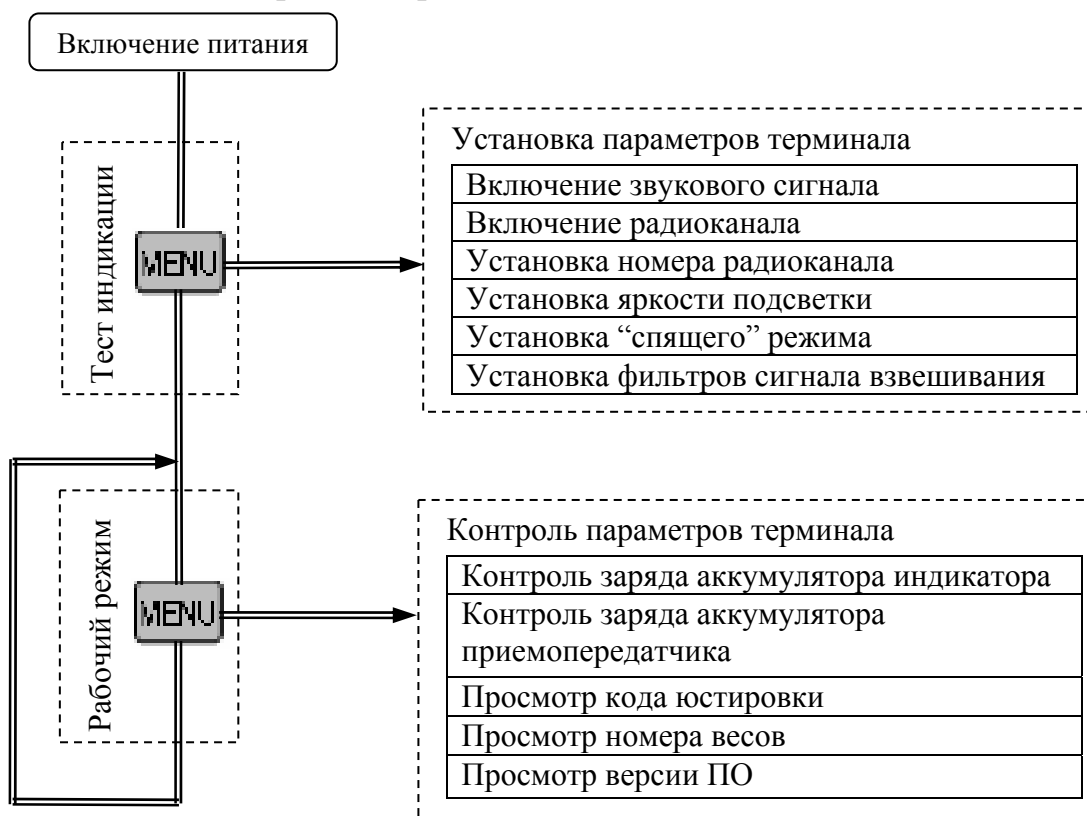 Включение питания
Тест индикации
MENU
Установка параметров терминала
Включение звукового сигнала
Включение радиоканала
Установка номера радиоканала
Установка яркости подсветки
Установка “спящего” режима
Установка фильтров сигнала взвешивания
Рабочий режим
MENU
Контроль параметров терминала
Контроль заряда аккумулятора индикатора
Контроль заряда аккумулятора
приемопередатчика
Просмотр кода юстировки
Просмотр номера весов
Просмотр версии ПО